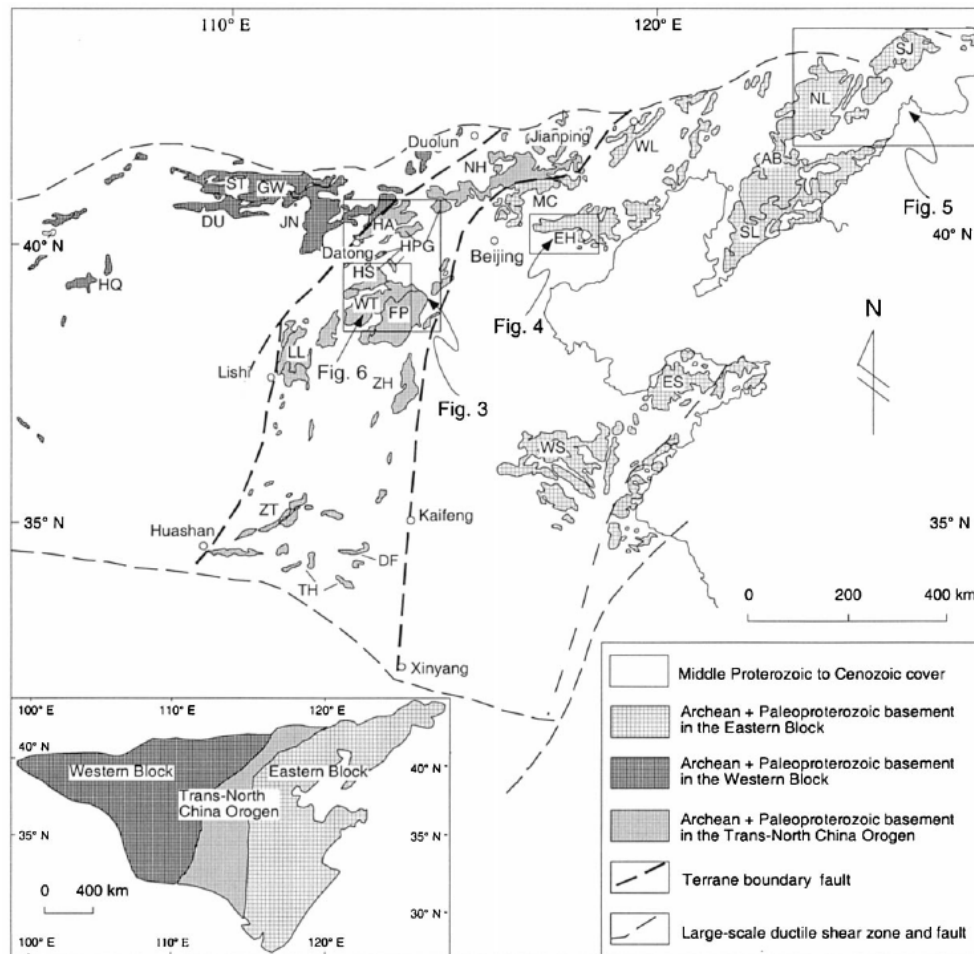 110° E
120° E
SJ
NL
Duolun
Jianping
WL
NH
AB
ST
GW
MC
Fig. 5
DU
JN
HA
SL
40° N
EH
40° N
Datong
HPG
Beijing
HS
HQ
WT
FP
Fig. 4
N
LL
Lishi
Fig. 6
ZH
Fig. 3
ES
WS
ZT
Kaifeng
35° N
Huashan
35° N
DF
TH
0 200 400 km
Xinyang
Middle Proterozoic to Cenozoic cover
Archean + Paleoproterozoic basement
in the Eastern Block
Archean + Paleoproterozoic basement
in the Western Block
Archean + Paleoproterozoic basement
in the Trans-North China Orogen
Terrane boundary fault
Large-scale ductile shear zone and fault
100° E
110° E
120° E
40° N
40° N
Western Block
Eastern Block
Trans-North
China Orogen
35° N
35° N
0 400 km
30° N
100° E
110° E
120° E